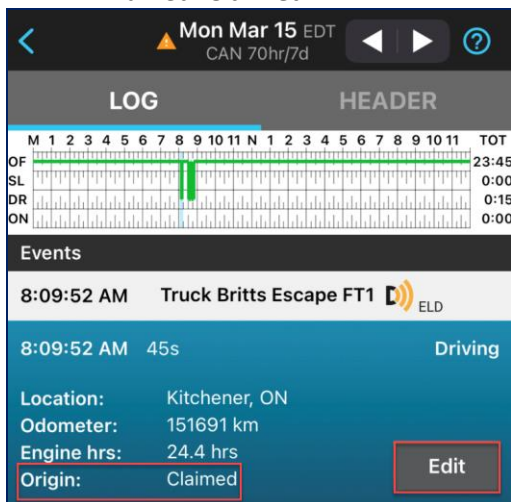 Mon Mar 15 EDT
CAN 70hr/7d
?
LOG HEADER
M 1 2 3 4 5 6 7 8 9 10 11 N 1 2 3 4 5 6 7 8 9 10 11 TOT
OF 23:45
SL 0:00
DR 0:15
ON 0:00
Events
8:09:52 AM Truck Britts Escape FT1 D ELD
8:09:52 AM 45s Driving
Location: Kitchener, ON
Odometer: 151691 km
Engine hrs: 24.4 hrs
Origin: Claimed
Edit